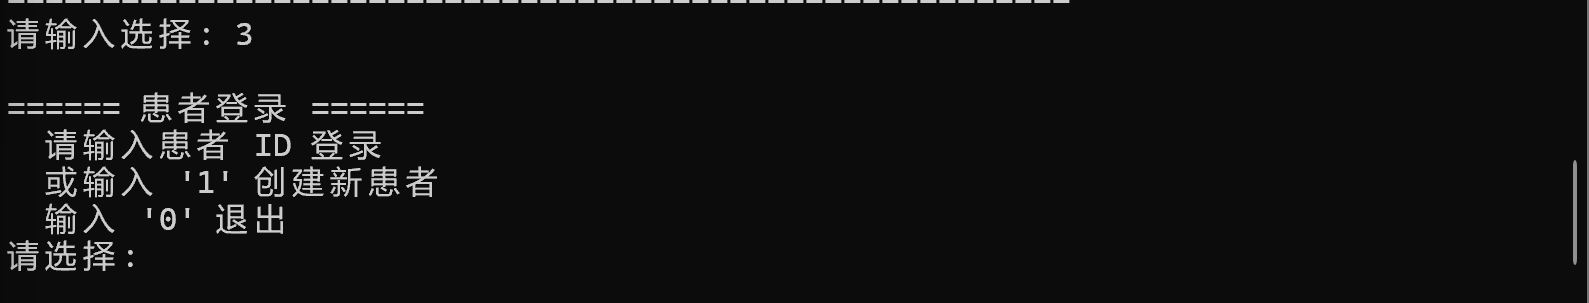 请输入选择: 3
====== 患者登录 ======
请输入患者 ID 登录
或输入 '1' 创建新患者
输入 '0' 退出
请选择: